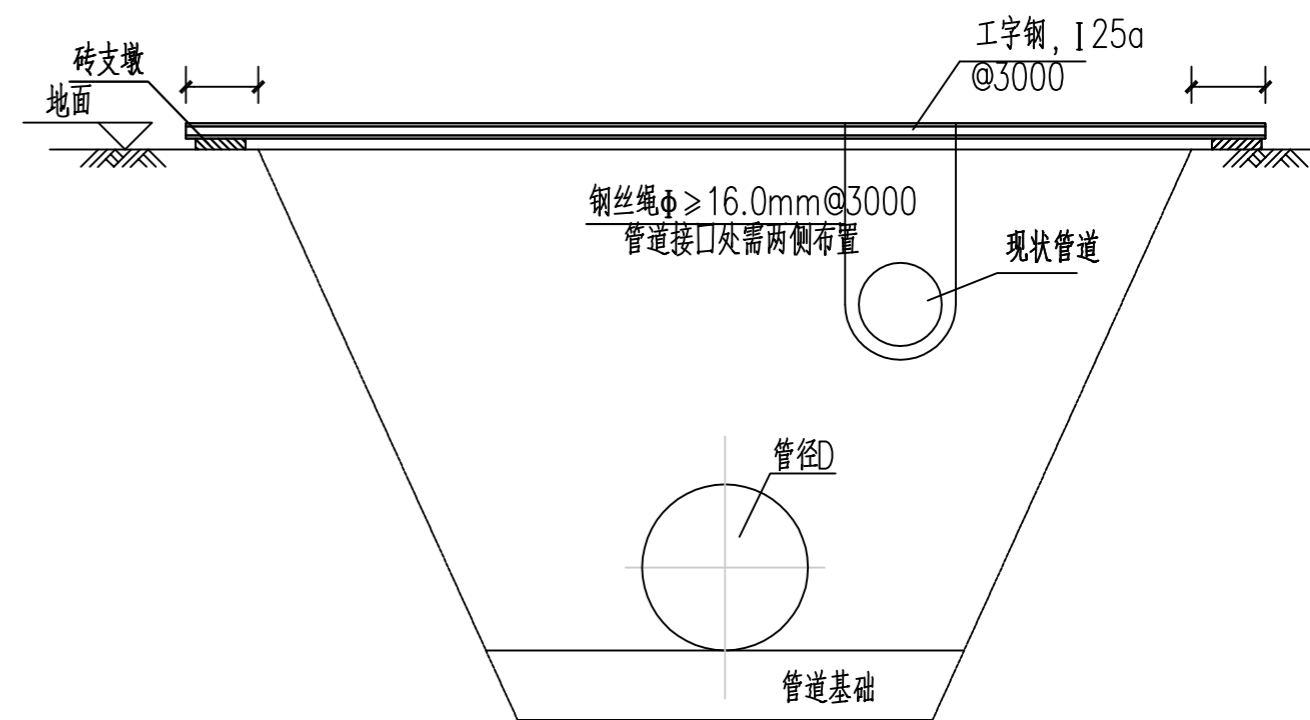 工字钢, I 25a
@3000
砖支墩
地面
钢丝绳Φ≥16.0mm@3000
管道接口处需两侧布置
现状管道
管径D
管道基础